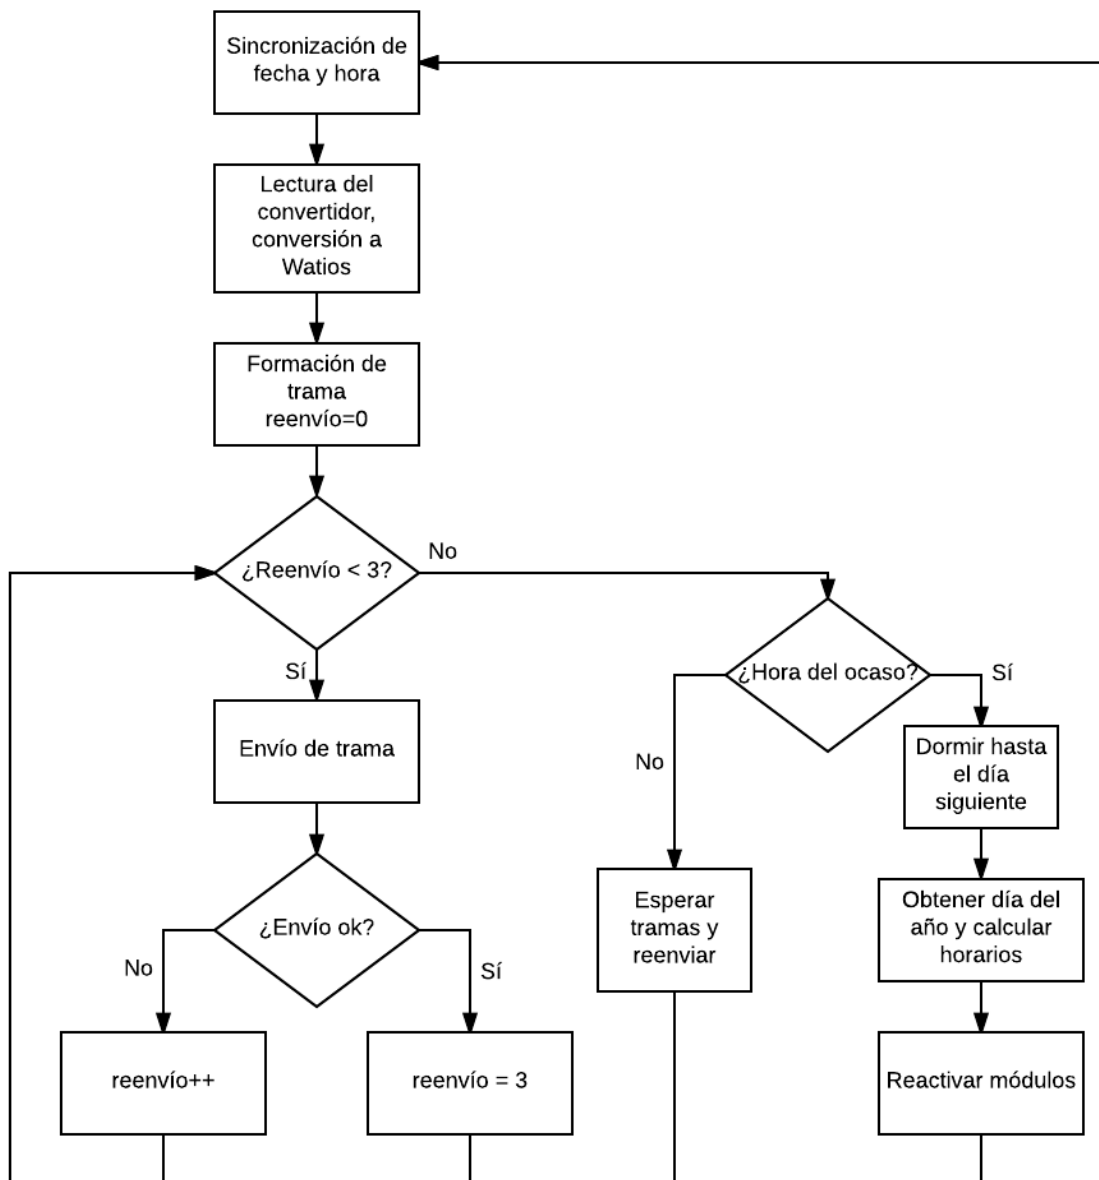 Sincronización de
fecha y hora
Lectura del
convertidor,
conversión a
Watios
Formación de
trama
reenvío=0
¿Reenvío < 3?
No
Sí
¿Hora del ocaso?
Sí
No
Envío de trama
Dormir hasta
el día
siguiente
¿Envío ok?
No
Sí
Esperar
tramas y
reenviar
Obtener día del
año y calcular
horarios
reenvío++
reenvío = 3
Reactivar módulos